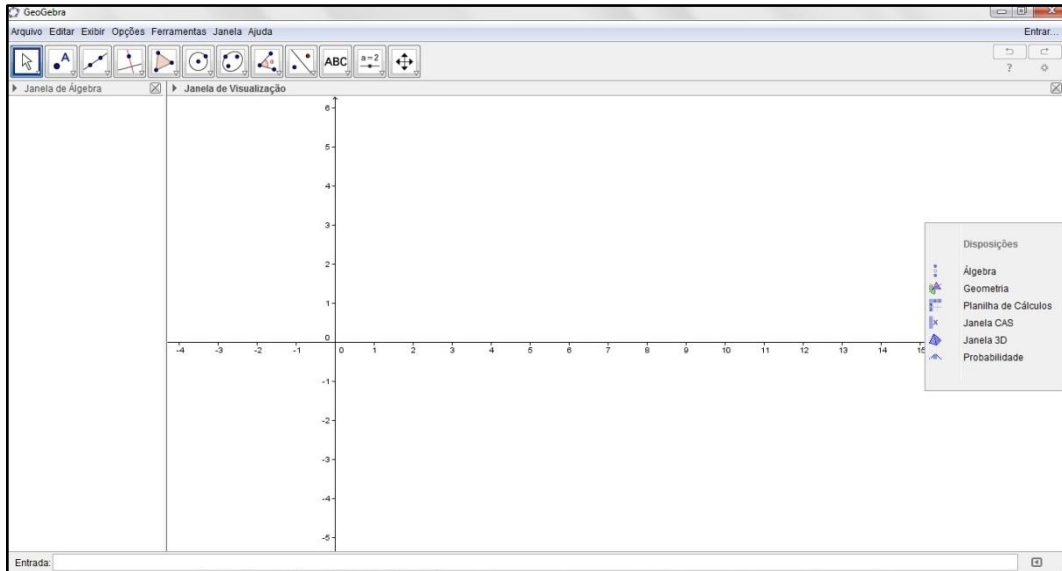 GeoGebra
Arquivo Editar Exibir Opções Ferramentas Janela Ajuda Entrar...
A ABC a=2
?
Janela de Álgebra
Janela de Visualização
6
5
4
3
2
1
0
-4 -3 -2 -1 0 1 2 3 4 5 6 7 8 9 10 11 12 13 14 15
-1
-2
-3
-4
-5
Disposições
Álgebra
Geometria
Planilha de Cálculos
Janela CAS
Janela 3D
Probabilidade
Entrada: